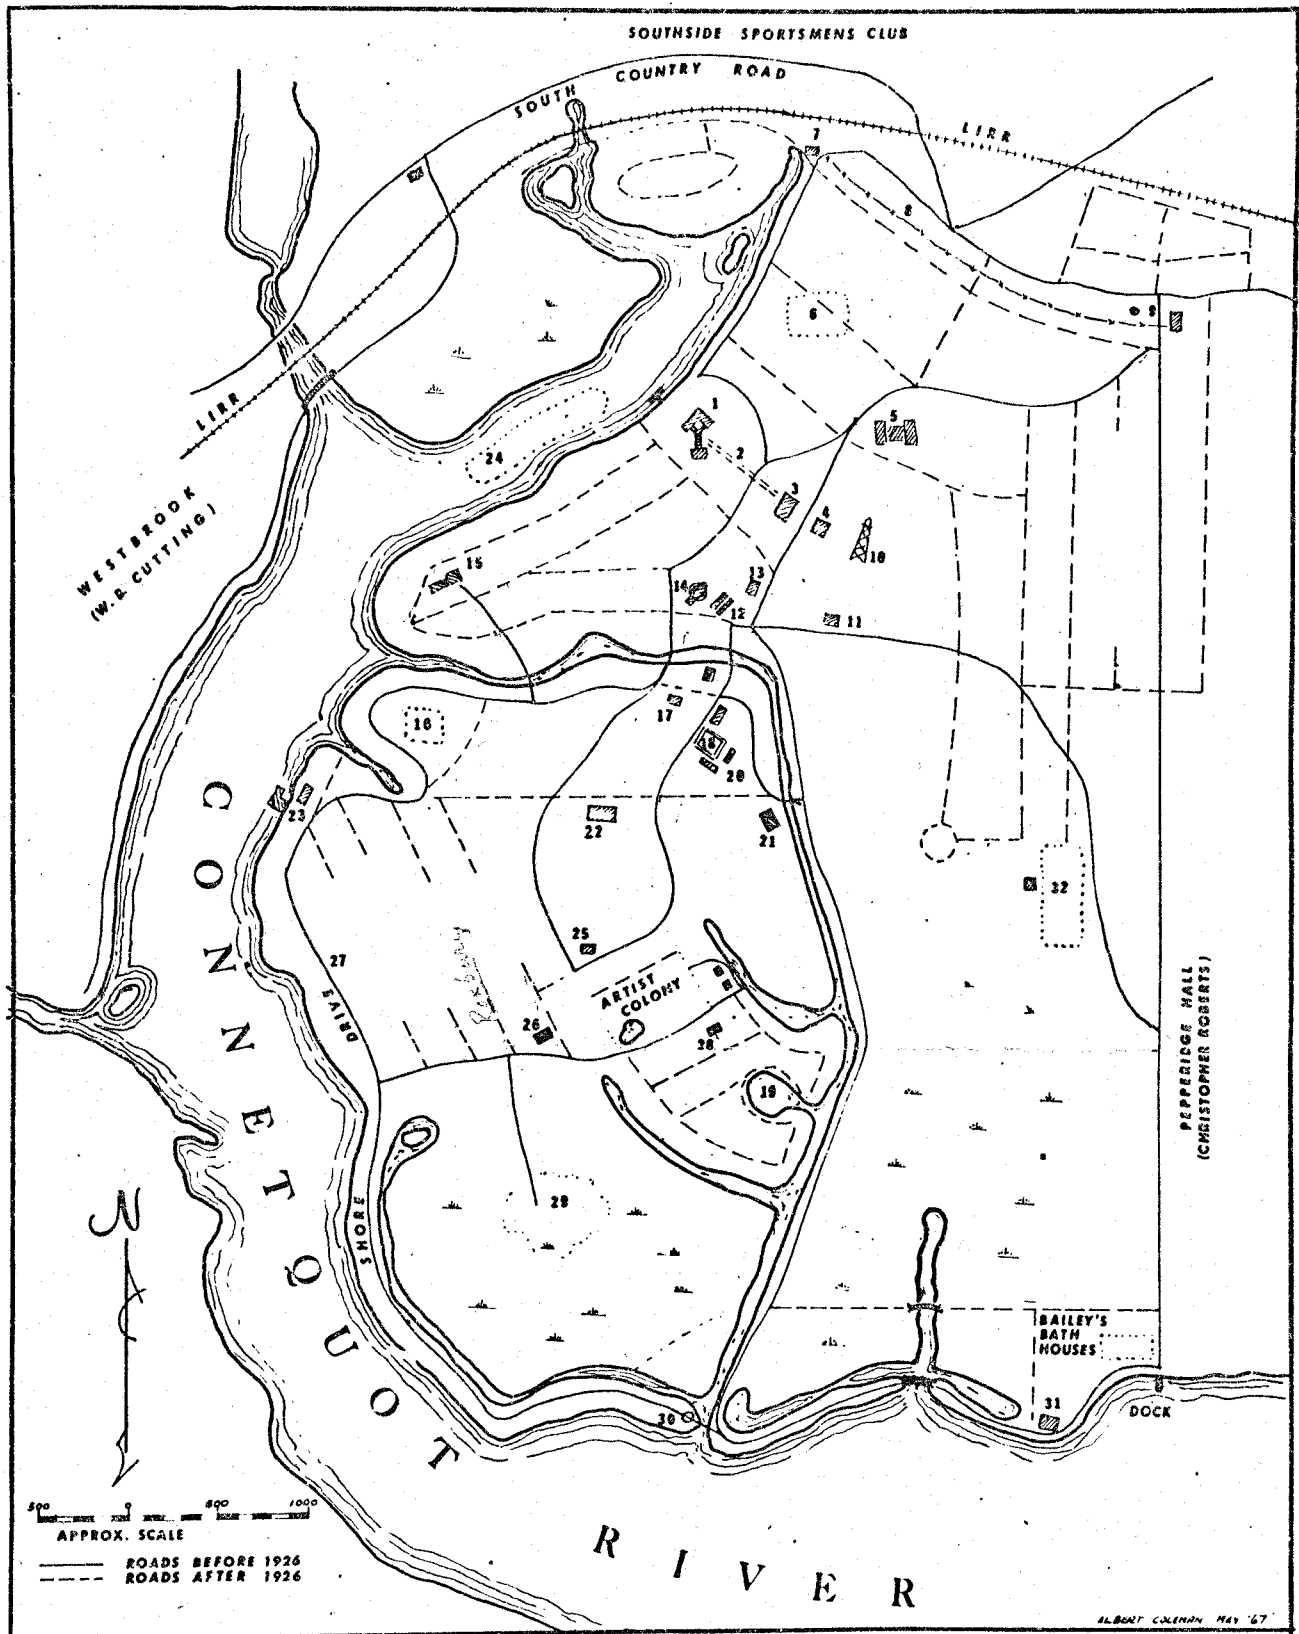 SOUTHSIDE SPORTSMENS CLUB
SOUTH COUNTRY ROAD
LIRR
7
8
9
6
LIRR
1
5
2
24
3
4
10
WESTBROOK
(W. B. CUTTING)
15
13
14
12
11
17
16
20
23
22
21
32
25
27
ARTIST
COLONY
26
28
19
PEPPERIDGE HALL
(CHRISTOPHER ROBERTS)
SHORE DRIVE
29
BAILEY'S
BATH
HOUSES
30
31
DOCK
CONNETQUOT
RIVER
N
500 0 500 1000
APPROX. SCALE
ROADS BEFORE 1926
ROADS AFTER 1926
ALBERT COLEMAN MAY '67